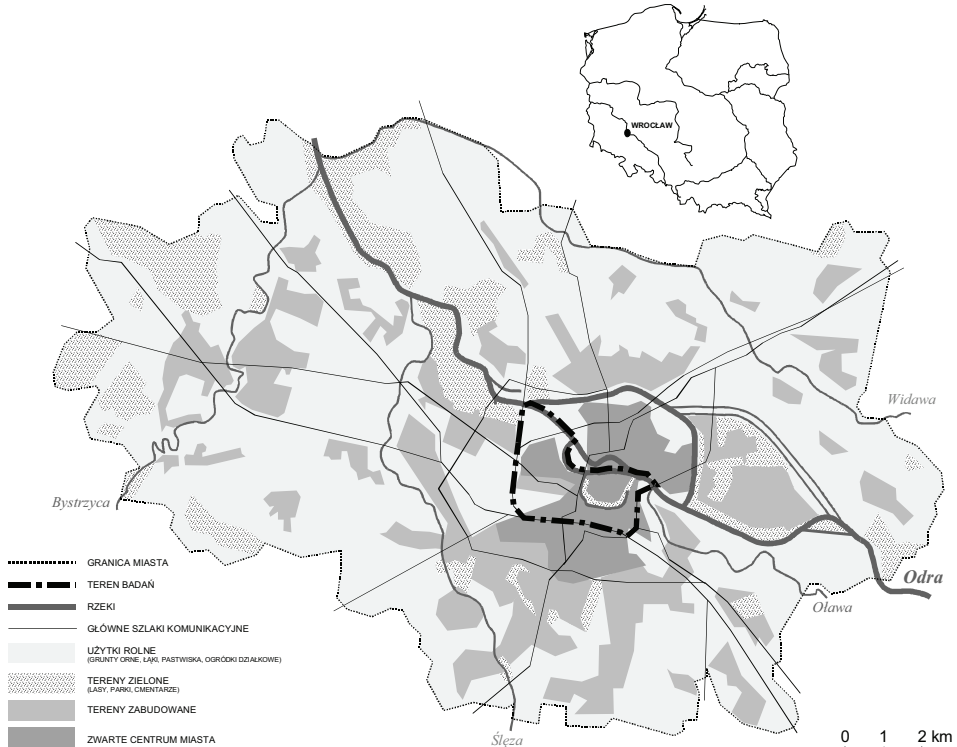 WROCŁAW
Widawa
Bystrzyca
Odra
Oława
Ślęza
GRANICA MIASTA
TEREN BADAŃ
RZEKI
GŁÓWNE SZLAKI KOMUNIKACYJNE
UŻYTKI ROLNE
(GRUNTY ORNE, ŁĄKI, PASTWISKA, OGRÓDKI DZIAŁKOWE)
TERENY ZIELONE
(LASY, PARKI, CMENTARZE)
TERENY ZABUDOWANE
ZWARTE CENTRUM MIASTA
0 1 2 km